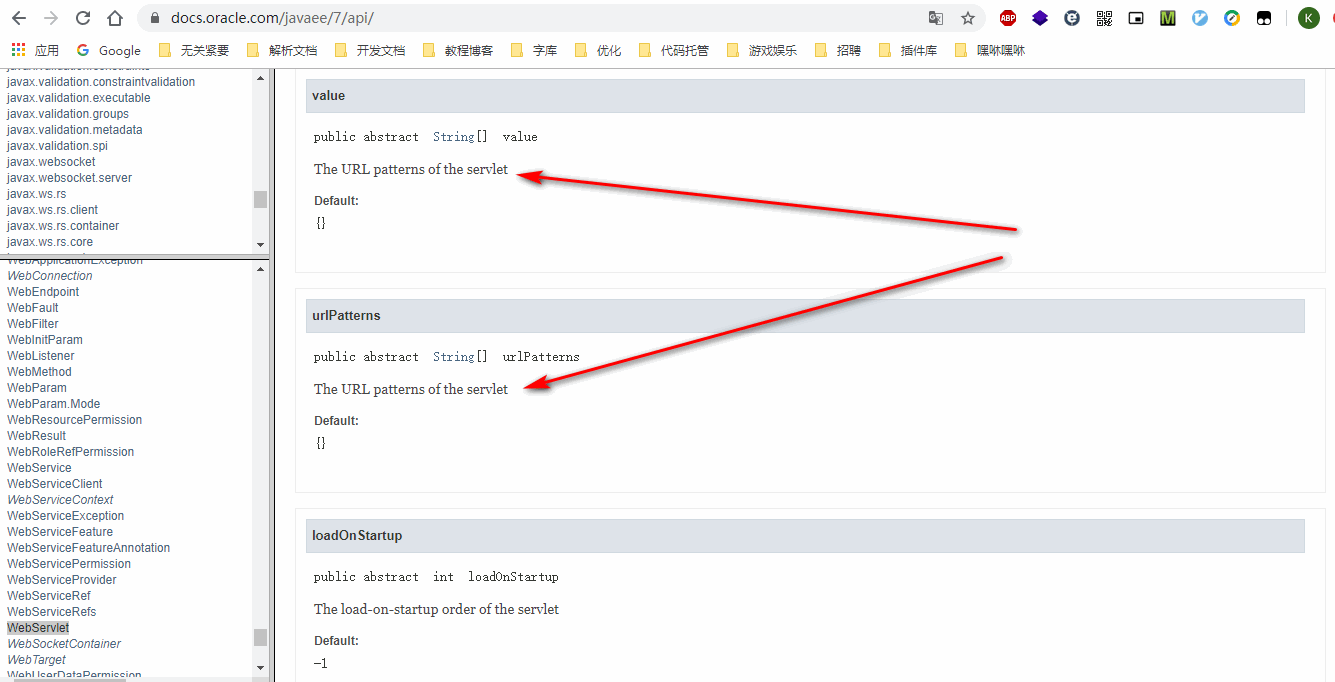 docs.oracle.com/javaee/7/api/
ABP
K
应用
Google
无关紧要
解析文档
开发文档
教程博客
字库
优化
代码托管
游戏娱乐
招聘
插件库
嘿咻嘿咻
javax.validation.constraintvalidation
javax.validation.executable
javax.validation.groups
javax.validation.metadata
javax.validation.spi
javax.websocket
javax.websocket.server
javax.ws.rs
javax.ws.rs.client
javax.ws.rs.container
javax.ws.rs.core
WebApplicationException
WebConnection
WebEndpoint
WebFault
WebFilter
WebInitParam
WebListener
WebMethod
WebParam
WebParam.Mode
WebResourcePermission
WebResult
WebRoleRefPermission
WebService
WebServiceClient
WebServiceContext
WebServiceException
WebServiceFeature
WebServiceFeatureAnnotation
WebServicePermission
WebServiceProvider
WebServiceRef
WebServiceRefs
WebServlet
WebSocketContainer
WebTarget
WebUserDataPermission
value
public abstract String[] value
The URL patterns of the servlet
Default:
{}
urlPatterns
public abstract String[] urlPatterns
The URL patterns of the servlet
Default:
{}
loadOnStartup
public abstract int loadOnStartup
The load-on-startup order of the servlet
Default:
-1